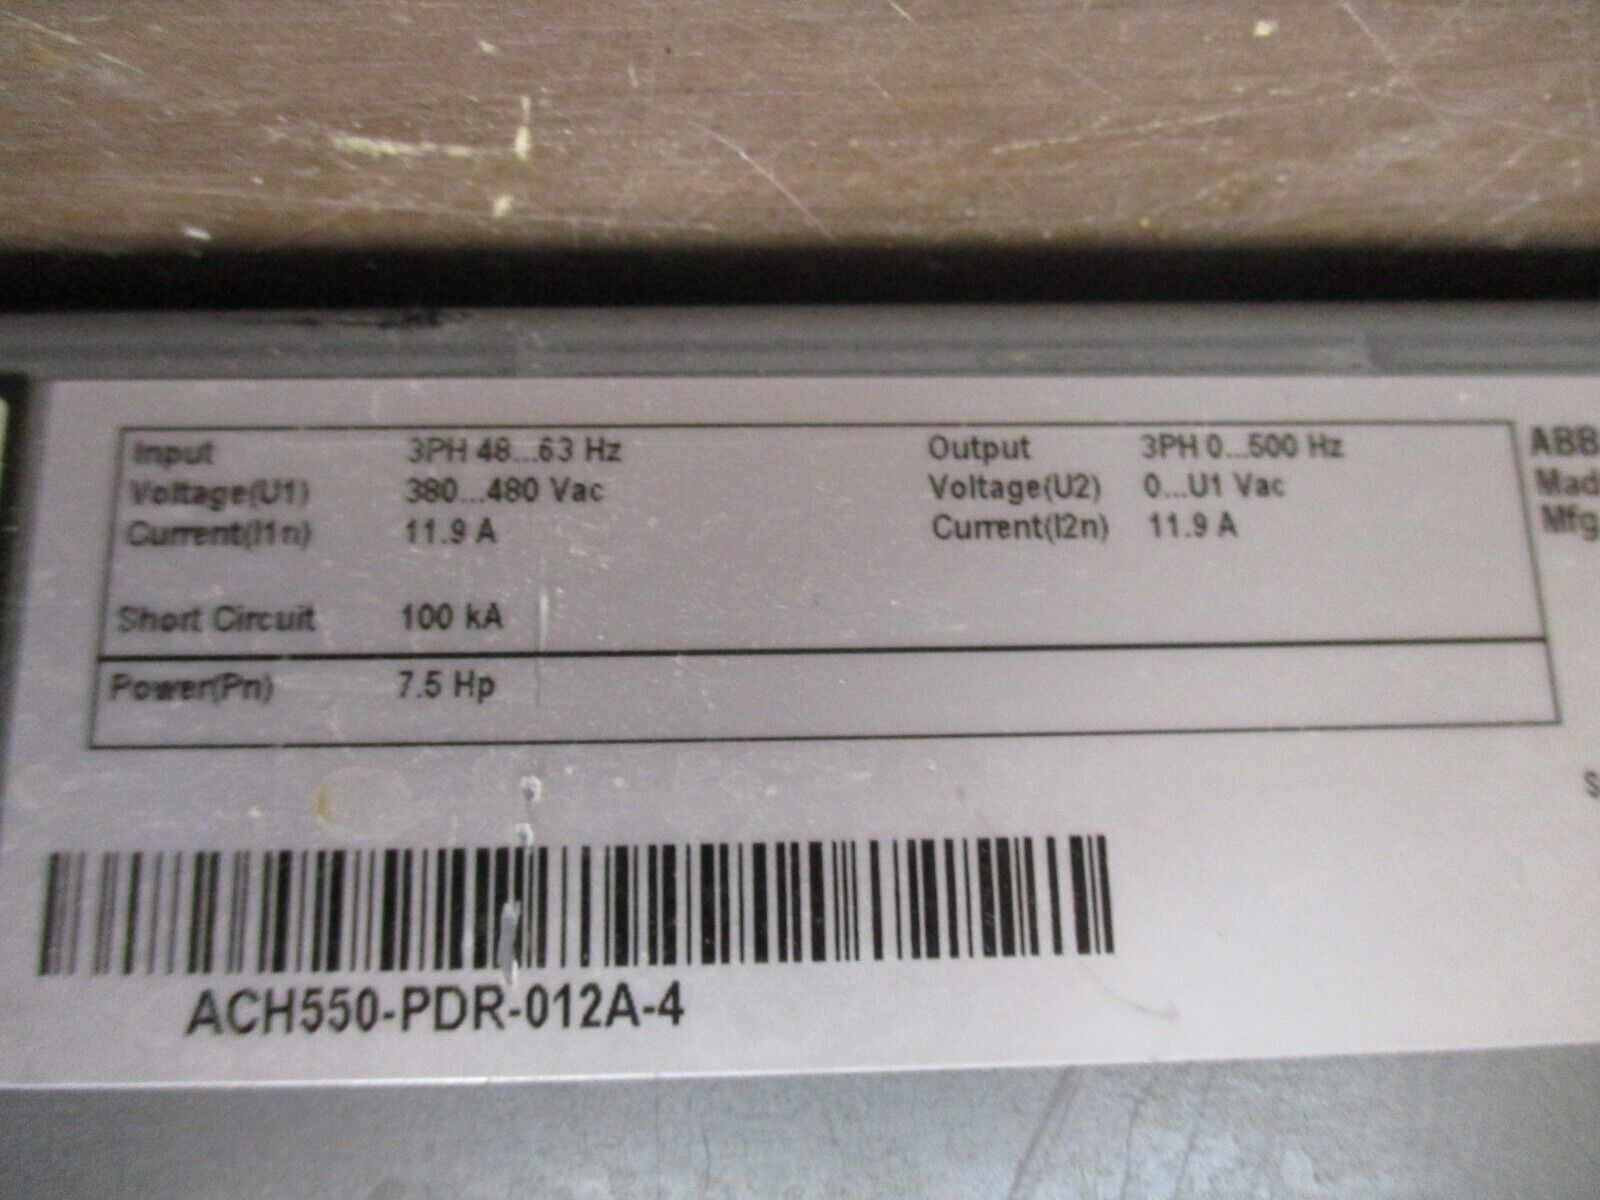 Input 3PH 48...63 Hz Output 3PH 0...500 Hz ABB
Voltage(U1) 380...480 Vac Voltage(U2) 0...U1 Vac Mad
Current(I1n) 11.9 A Current(I2n) 11.9 A Mfg
Short Circuit 100 kA
Power(Pn) 7.5 Hp
S
ACH550-PDR-012A-4